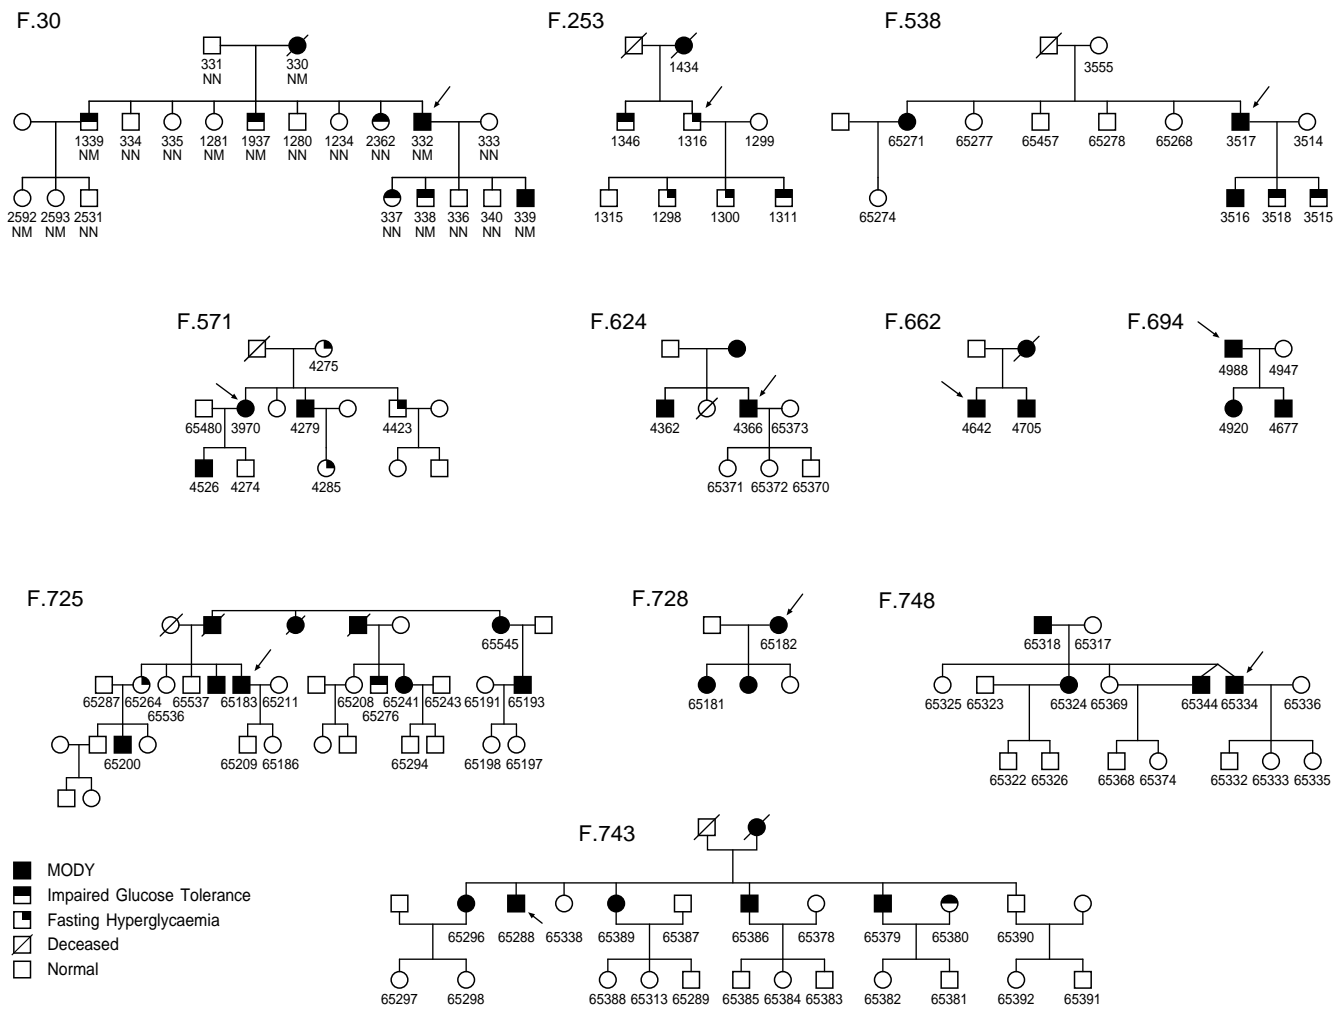 F.30 F.253 F.538
331 330 1434 3555
NN NM
1339 334 335 1281 1937 1280 1234 2362 332 333 1346 1316 1299 65271 65277 65457 65278 65268 3517 3514
NM NN NN NM NM NN NN NN NM NN
2592 2593 2531 337 338 336 340 339 1315 1298 1300 1311 65274 3516 3518 3515
NM NM NN NN NM NN NN NM
F.571 F.624 F.662 F.694
4275 4988 4947
65480 3970 4279 4423 4362 4366 65373 4642 4705 4920 4677
4526 4274 4285 65371 65372 65370
F.725 F.728 F.748
65545 65182 65318 65317
65287 65264 65537 65183 65211 65208 65241 65243 65191 65193 65181 65325 65323 65324 65369 65344 65334 65336
65536 65276
65200 65209 65186 65294 65198 65197 65322 65326 65368 65374 65332 65333 65335
F.743
MODY
Impaired Glucose Tolerance
Fasting Hyperglycaemia
Deceased
Normal
65296 65288 65338 65389 65387 65386 65378 65379 65380 65390
65297 65298 65388 65313 65289 65385 65384 65383 65382 65381 65392 65391